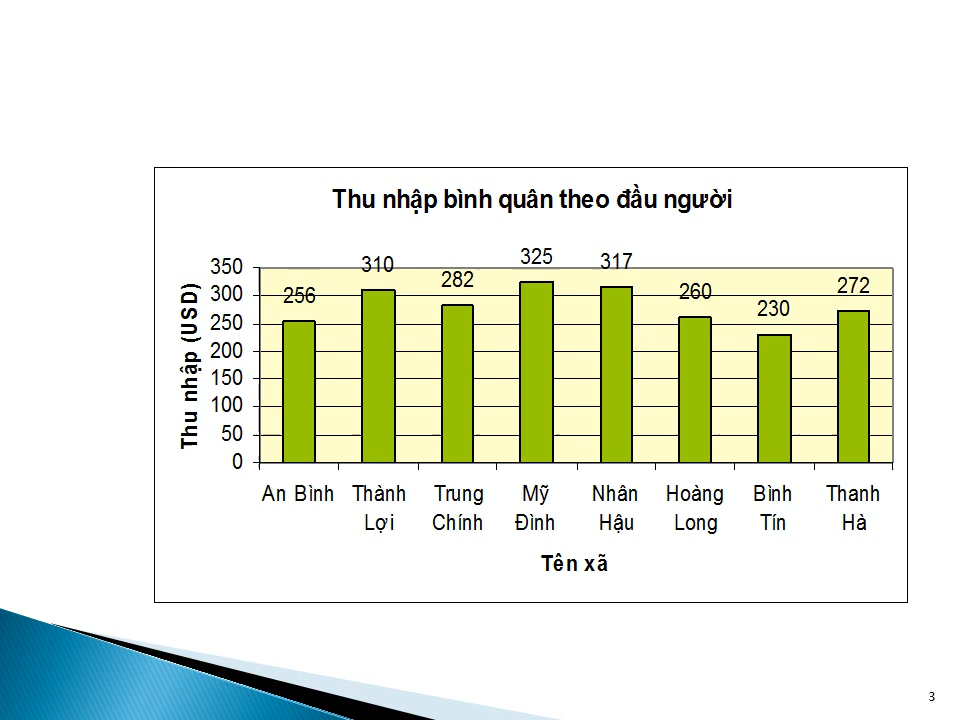 Thu nhập bình quân theo đầu người
Thu nhập (USD)
350
300
250
200
150
100
50
0
256
310
282
325
317
260
230
272
An Bình
Thành Lợi
Trung Chính
Mỹ Đình
Nhân Hậu
Hoàng Long
Bình Tín
Thanh Hà
Tên xã
3